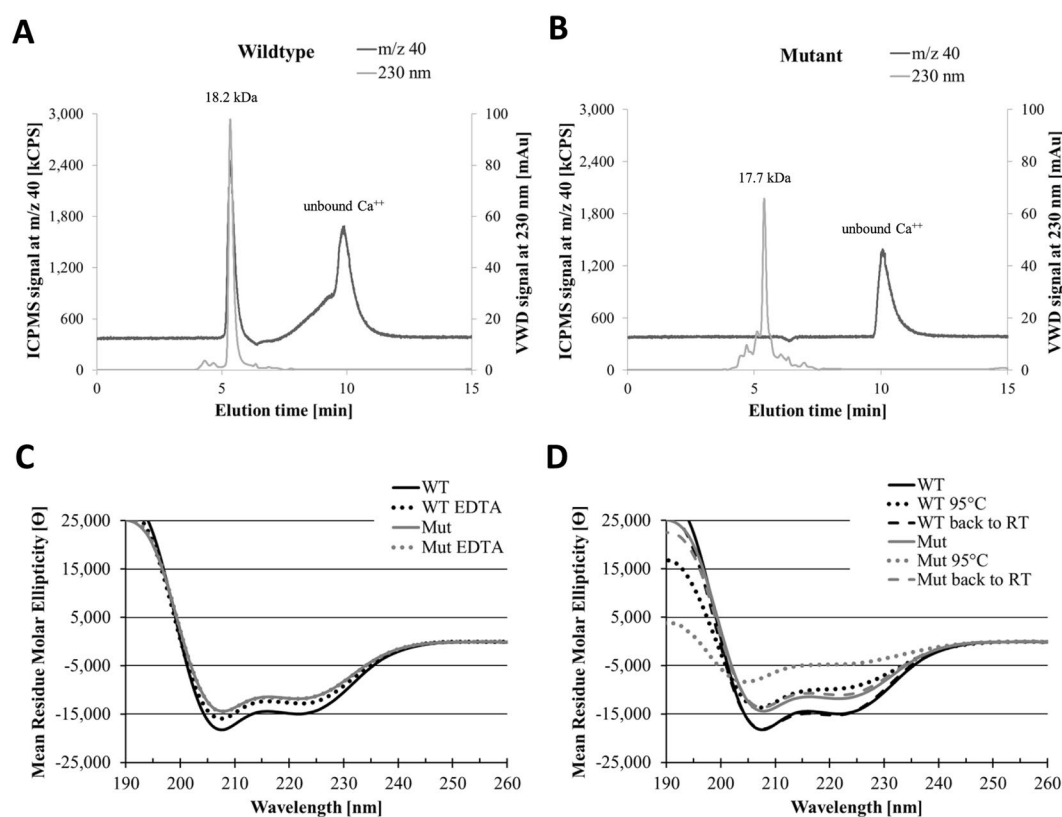 A
Wildtype
m/z 40
230 nm
18.2 kDa
unbound Ca⁺⁺
ICPMS signal at m/z 40 [kCPS]
3,000
2,400
1,800
1,200
600
0
VWD signal at 230 nm [mAu]
100
80
60
40
20
0
0 5 10 15
Elution time [min]
B
Mutant
m/z 40
230 nm
17.7 kDa
unbound Ca⁺⁺
ICPMS signal at m/z 40 [kCPS]
3,000
2,400
1,800
1,200
600
0
VWD signal at 230 nm [mAu]
100
80
60
40
20
0
0 5 10 15
Elution time [min]
C
WT
WT EDTA
Mut
Mut EDTA
Mean Residue Molar Ellipticity [Θ]
25,000
15,000
5,000
-5,000
-15,000
-25,000
190 200 210 220 230 240 250 260
Wavelength [nm]
D
WT
WT 95°C
WT back to RT
Mut
Mut 95°C
Mut back to RT
Mean Residue Molar Ellipticity [Θ]
25,000
15,000
5,000
-5,000
-15,000
-25,000
190 200 210 220 230 240 250 260
Wavelength [nm]